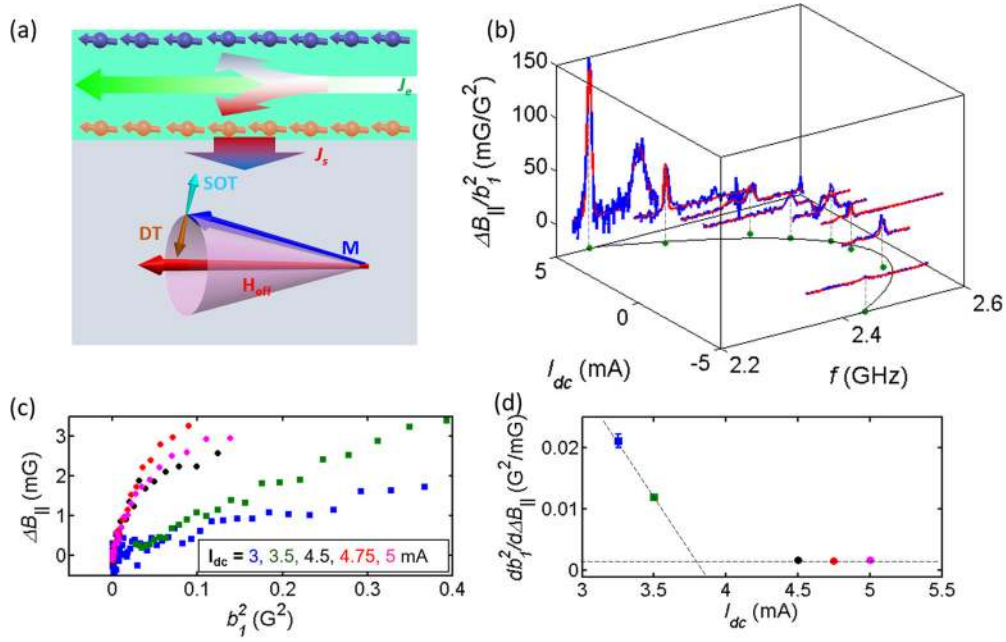 (a)
J_e
J_s
SOT
DT
M
H_eff
(b)
ΔB_||/b_1^2 (mG/G^2)
150
100
50
0
5
0
-5
I_dc (mA)
2.2
2.4
2.6
f (GHz)
(c)
ΔB_|| (mG)
3
2
1
0
I_dc = 3, 3.5, 4.5, 4.75, 5 mA
0
0.1
0.2
0.3
0.4
b_1^2 (G^2)
(d)
db_1^2/dΔB_|| (G^2/mG)
0.02
0.01
0
3
3.5
4
4.5
5
5.5
I_dc (mA)